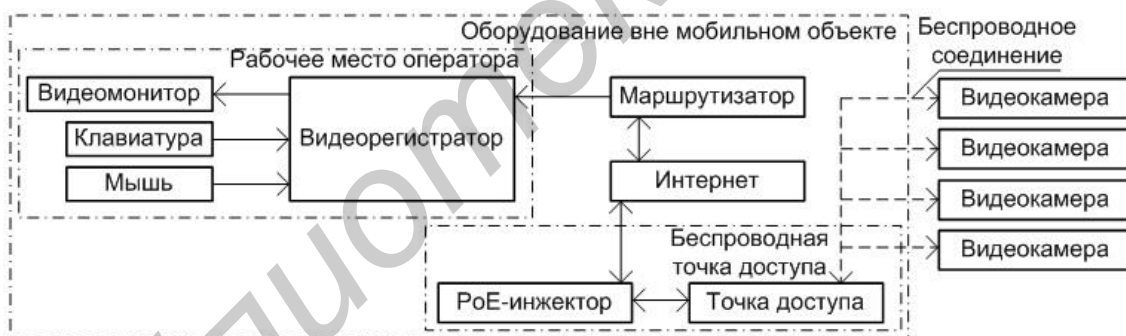 Оборудование вне мобильном объекте
Беспроводное
соединение
Рабочее место оператора
Видеомонитор
Клавиатура
Мышь
Видеорегистратор
Маршрутизатор
Интернет
Видеокамера
Видеокамера
Видеокамера
Видеокамера
Беспроводная
точка доступа
PoE-инжектор
Точка доступа